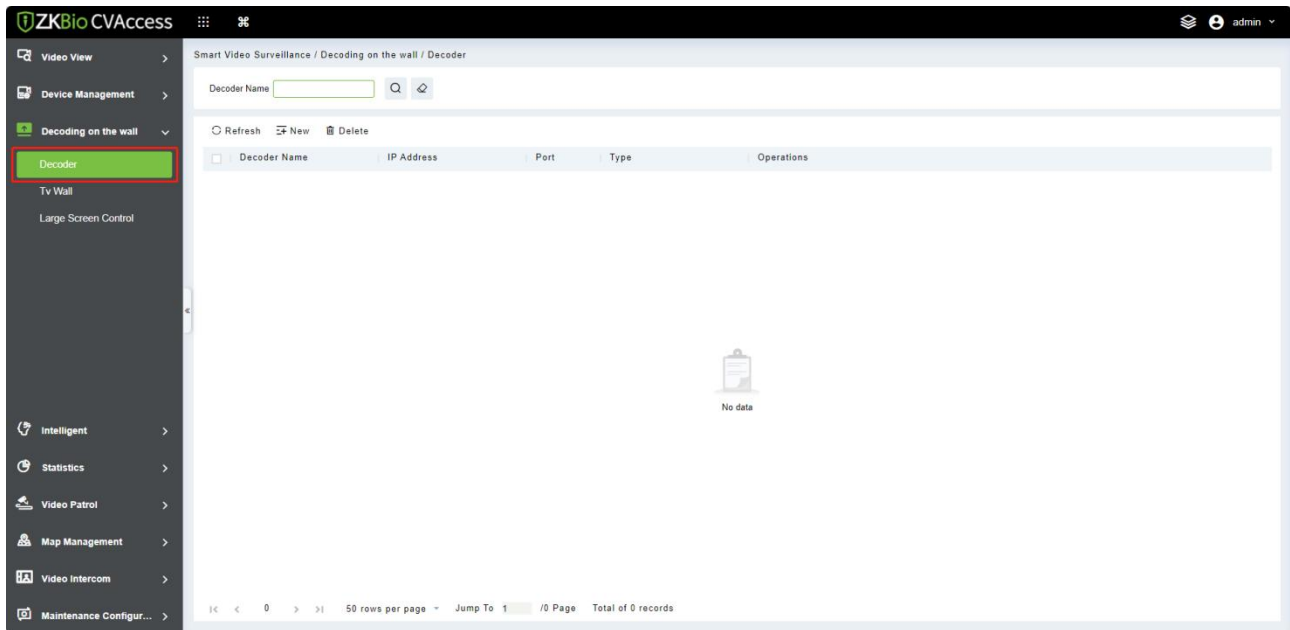 ZKBio CVAccess
admin
Video View
Device Management
Decoding on the wall
Decoder
Tv Wall
Large Screen Control
Intelligent
Statistics
Video Patrol
Map Management
Video Intercom
Maintenance Configur...
Smart Video Surveillance / Decoding on the wall / Decoder
Decoder Name
Refresh New Delete
Decoder Name IP Address Port Type Operations
No data
0 50 rows per page Jump To 1 /0 Page Total of 0 records